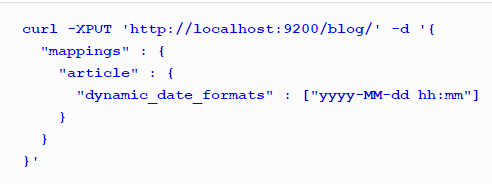 curl -XPUT 'http://localhost:9200/blog/' -d '{
  "mappings" : {
    "article" : {
      "dynamic_date_formats" : ["yyyy-MM-dd hh:mm"]
    }
  }
}'